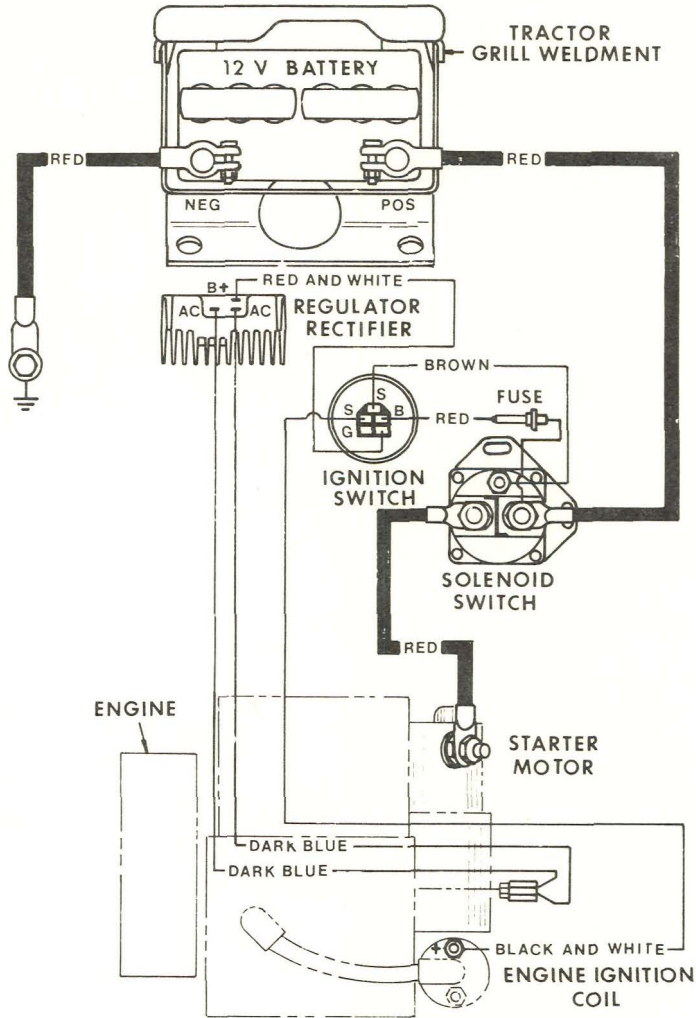 TRACTOR
GRILL WELDMENT
12 V BATTERY
RED
RED
NEG
POS
B+
RED AND WHITE
AC
AC
REGULATOR
RECTIFIER
BROWN
S
S
B
G
RED
FUSE
IGNITION
SWITCH
SOLENOID
SWITCH
RED
ENGINE
STARTER
MOTOR
DARK BLUE
DARK BLUE
+
BLACK AND WHITE
ENGINE IGNITION
COIL